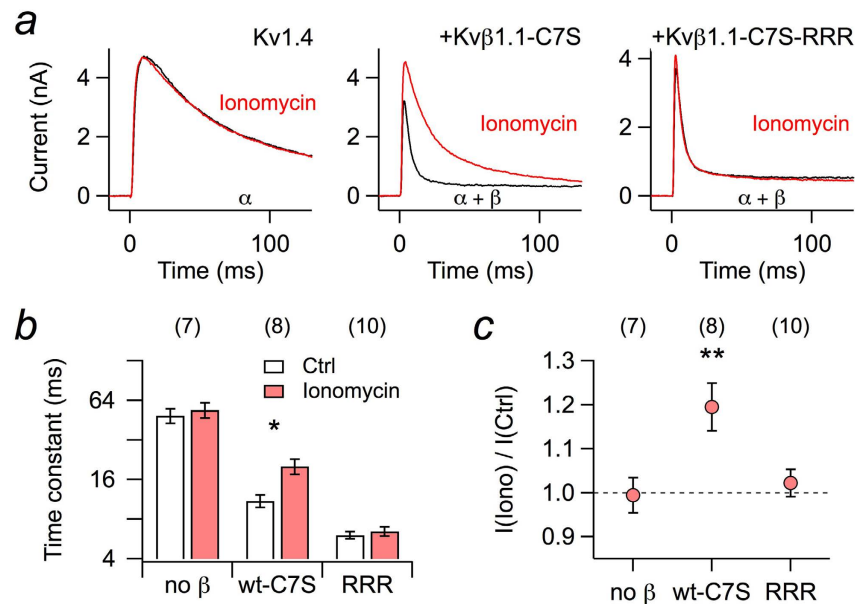 a
Kv1.4
+Kvβ1.1-C7S
+Kvβ1.1-C7S-RRR
Current (nA)
4
2
0
Ionomycin
α
0
100
Time (ms)
4
2
0
Ionomycin
α + β
0
100
Time (ms)
4
2
0
Ionomycin
α + β
0
100
Time (ms)
b
(7)
(8)
(10)
Ctrl
Ionomycin
Time constant (ms)
64
16
4
*
no β
wt-C7S
RRR
c
(7)
(8)
(10)
**
I(Iono) / I(Ctrl)
1.3
1.2
1.1
1.0
0.9
no β
wt-C7S
RRR